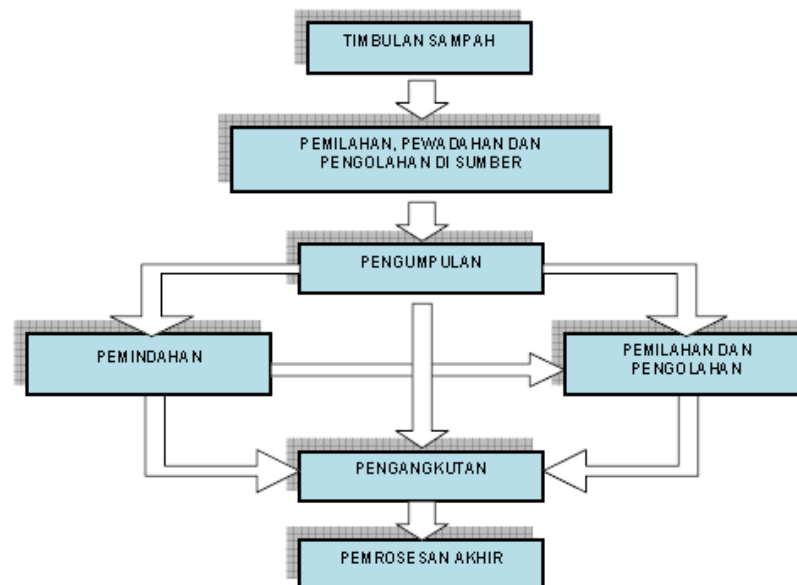 TIMBULAN SAMPAH
PEMILAHAN, PEWADAHAN DAN
PENGOLAHAN DI SUMBER
PENGUMPULAN
PEMINDAHAN
PEMILAHAN DAN
PENGOLAHAN
PENGANGKUTAN
PEMROSESAN AKHIR